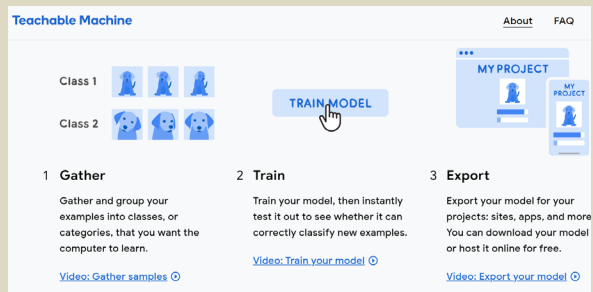 Teachable Machine
About FAQ
Class 1
Class 2
TRAIN MODEL
MY PROJECT
MY
PROJECT
1 Gather
Gather and group your
examples into classes, or
categories, that you want the
computer to learn.
Video: Gather samples
2 Train
Train your model, then instantly
test it out to see whether it can
correctly classify new examples.
Video: Train your model
3 Export
Export your model for your
projects: sites, apps, and more
You can download your model
or host it online for free.
Video: Export your model